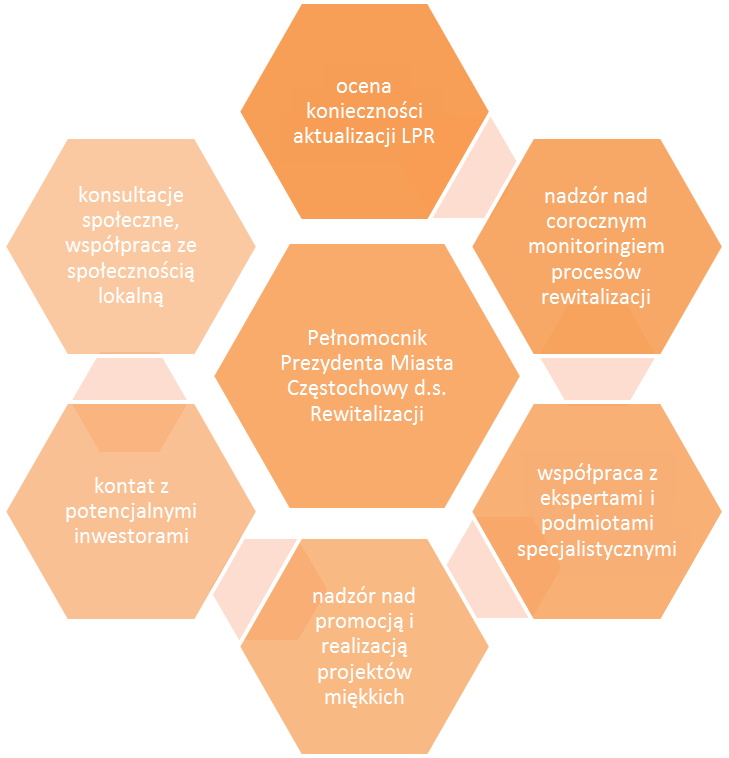 ocena
konieczności
aktualizacji LPR
nadzór nad
corocznym
monitoringiem
procesów
rewitalizacji
współpraca z
ekspertami i
podmiotami
specjalistycznymi
nadzór nad
promocją i
realizacją
projektów
miękkich
kontat z
potencjalnymi
inwestorami
konsultacje
społeczne,
współpraca ze
społecznością
lokalną
Pełnomocnik
Prezydenta Miasta
Częstochowy d.s.
Rewitalizacji